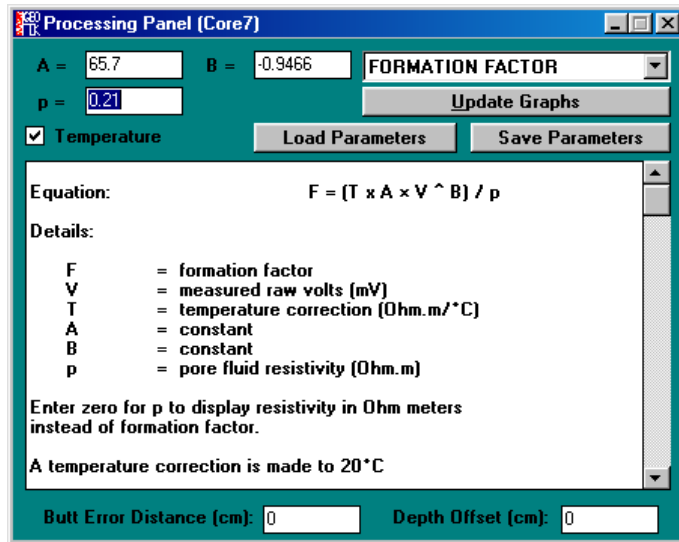 GEO TK Processing Panel (Core7)
A = 65.7 B = -0.9466 FORMATION FACTOR
p = 0.21 Update Graphs
Temperature Load Parameters Save Parameters
Equation: F = (T x A × V ^ B) / p
Details:
F = formation factor
V = measured raw volts (mV)
T = temperature correction (Ohm.m/°C)
A = constant
B = constant
p = pore fluid resistivity (Ohm.m)
Enter zero for p to display resistivity in Ohm meters
instead of formation factor.
A temperature correction is made to 20°C
Butt Error Distance (cm): 0 Depth Offset (cm): 0